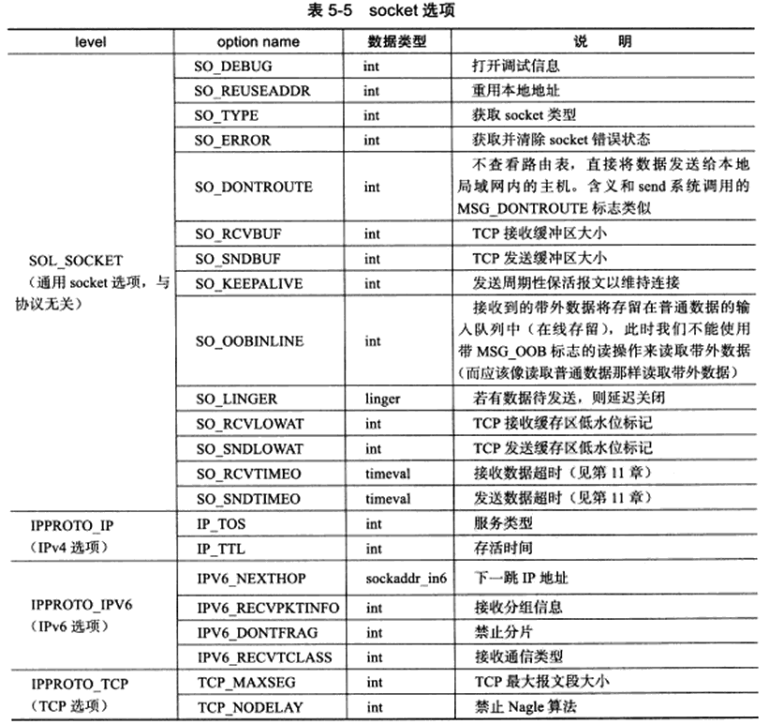 表 5-5 socket 选项
level option name 数据类型 说 明
SO_DEBUG int 打开调试信息
SO_REUSEADDR int 重用本地地址
SO_TYPE int 获取 socket 类型
SO_ERROR int 获取并清除 socket 错误状态
不查看路由表，直接将数据发送给本地
SO_DONTROUTE int 局域网内的主机。含义和 send 系统调用的
MSG_DONTROUTE 标志类似
SO_RCVBUF int TCP 接收缓冲区大小
SOL_SOCKET SO_SNDBUF int TCP 发送缓冲区大小
（通用 socket 选项，与 SO_KEEPALIVE int 发送周期性保活报文以维持连接
协议无关）
接收到的带外数据将存留在普通数据的输
SO_OOBINLINE int 入队列中（在线存留），此时我们不能使用
带 MSG_OOB 标志的读操作来读取带外数据
（而应该像读取普通数据那样读取带外数据）
SO_LINGER linger 若有数据待发送，则延迟关闭
SO_RCVLOWAT int TCP 接收缓存区低水位标记
SO_SNDLOWAT int TCP 发送缓存区低水位标记
SO_RCVTIMEO timeval 接收数据超时（见第 11 章）
SO_SNDTIMEO timeval 发送数据超时（见第 11 章）
IPPROTO_IP IP_TOS int 服务类型
（IPv4 选项） IP_TTL int 存活时间
IPV6_NEXTHOP sockaddr_in6 下一跳 IP 地址
IPPROTO_IPV6 IPV6_RECVPKTINFO int 接收分组信息
（IPv6 选项） IPV6_DONTFRAG int 禁止分片
IPV6_RECVTCLASS int 接收通信类型
IPPROTO_TCP TCP_MAXSEG int TCP 最大报文段大小
（TCP 选项） TCP_NODELAY int 禁止 Nagle 算法